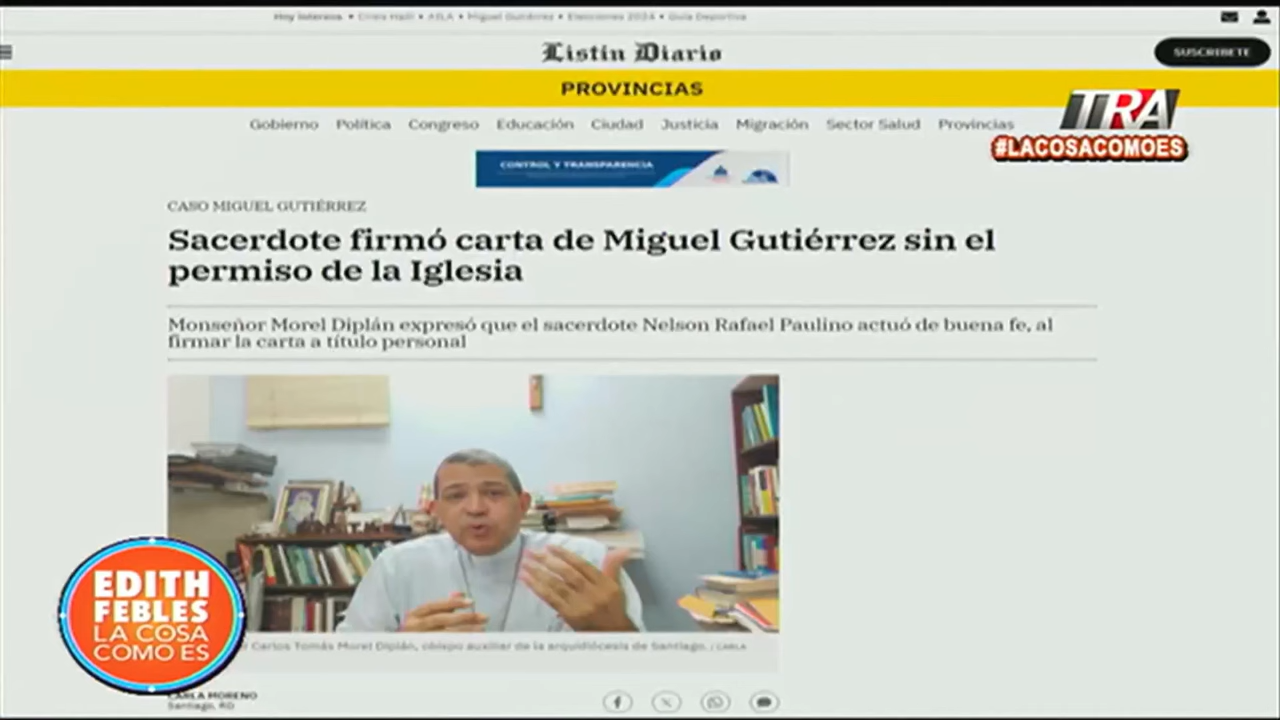 Hoy Interesa • Crisis Haití • ADLA • Miguel Gutiérrez • Elecciones 2024 • Guía Deportiva
Listín Diario
SUSCRIBETE
PROVINCIAS
Gobierno Política Congreso Educación Ciudad Justicia Migración Sector Salud Provincias
TRA
#LACOSACOMOES
CONTROL Y TRANSPARENCIA
CASO MIGUEL GUTIÉRREZ
Sacerdote firmó carta de Miguel Gutiérrez sin el
permiso de la Iglesia
Monseñor Morel Diplán expresó que el sacerdote Nelson Rafael Paulino actuó de buena fe, al
firmar la carta a título personal
EDITH
FEBLES
LA COSA
COMO ES
Carlos Tomás Morel Diplán, obispo auxiliar de la arquidiócesis de Santiago. / CARLA
CARLA MORENO
Santiago, RD